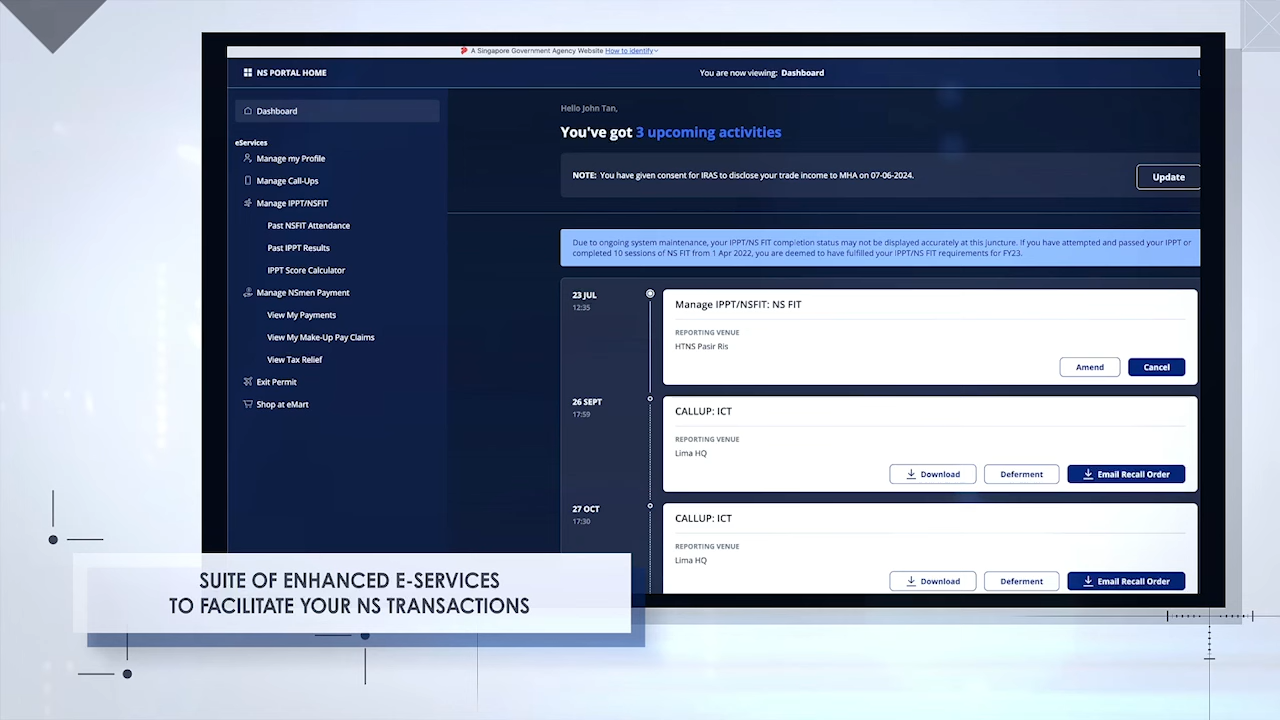 A Singapore Government Agency Website How to identify
NS PORTAL HOME
You are now viewing: Dashboard
Dashboard
eServices
Manage my Profile
Manage Call-Ups
Manage IPPT/NSFIT
Past NSFIT Attendance
Past IPPT Results
IPPT Score Calculator
Manage NSmen Payment
View My Payments
View My Make-Up Pay Claims
View Tax Relief
Exit Permit
Shop at eMart
Hello John Tan,
You've got 3 upcoming activities
NOTE: You have given consent for IRAS to disclose your trade income to MHA on 07-06-2024.
Update
Due to ongoing system maintenance, your IPPT/NS FIT completion status may not be displayed accurately at this juncture. If you have attempted and passed your IPPT or
completed 10 sessions of NS FIT from 1 Apr 2022, you are deemed to have fulfilled your IPPT/NS FIT requirements for FY23.
23 JUL
12:35
Manage IPPT/NSFIT: NS FIT
REPORTING VENUE
HTNS Pasir Ris
Amend
Cancel
26 SEPT
17:59
CALLUP: ICT
REPORTING VENUE
Lima HQ
Download
Deferment
Email Recall Order
27 OCT
17:30
CALLUP: ICT
REPORTING VENUE
Lima HQ
Download
Deferment
Email Recall Order
SUITE OF ENHANCED E-SERVICES
TO FACILITATE YOUR NS TRANSACTIONS